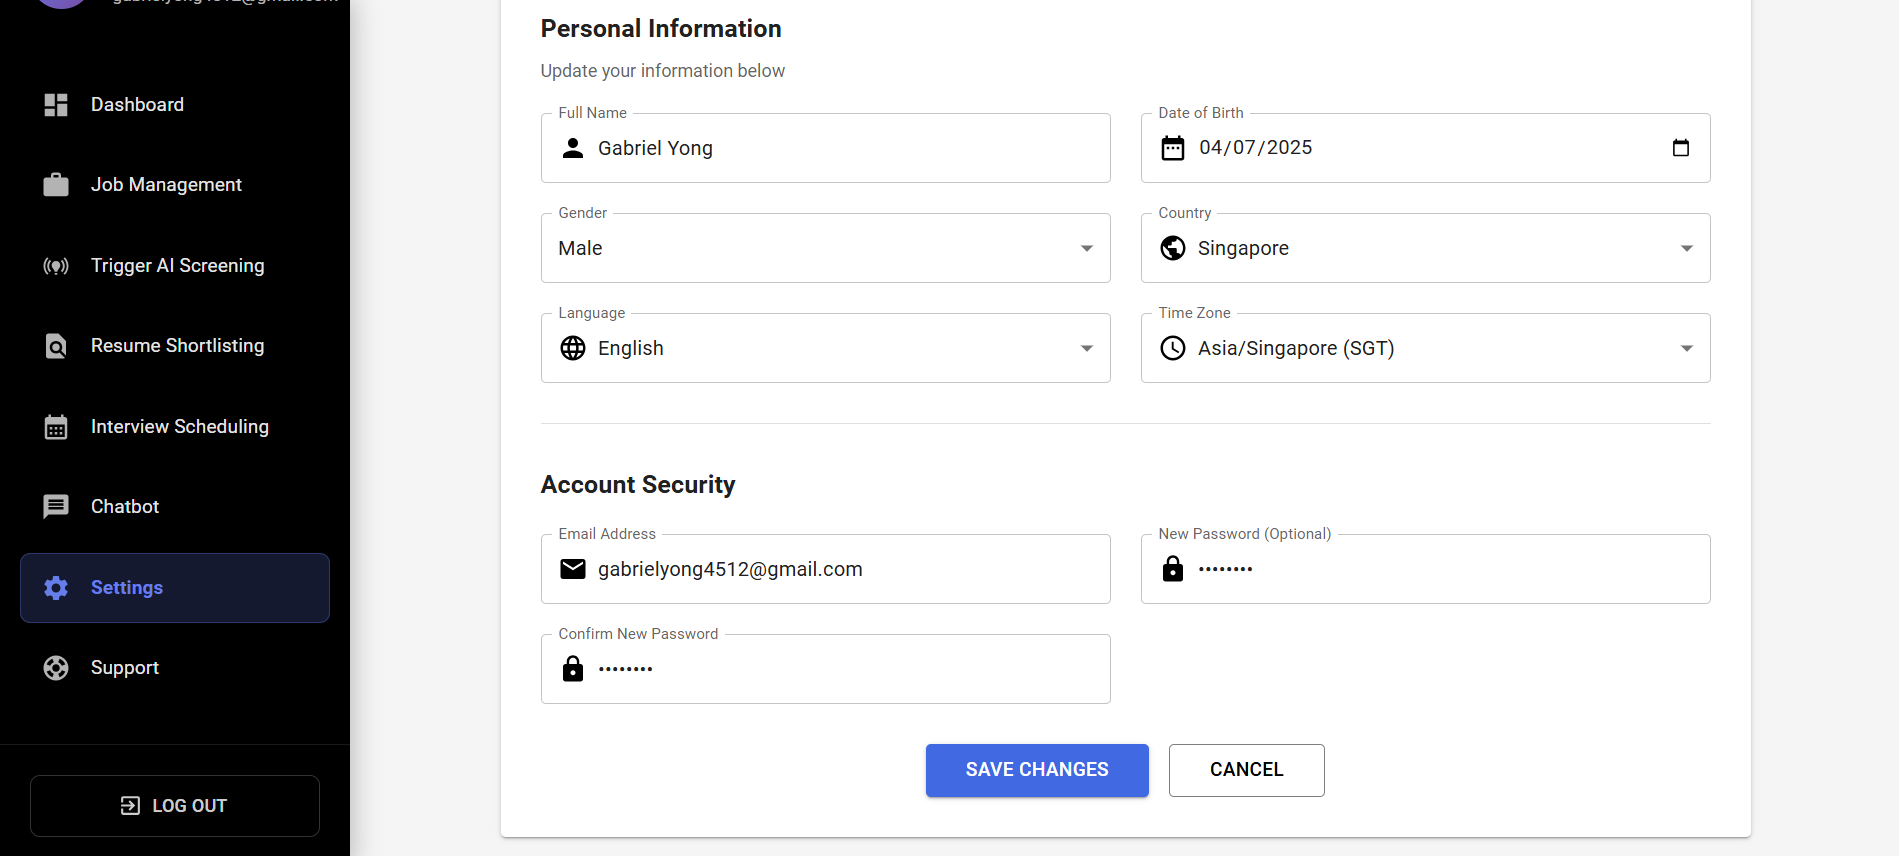 Dashboard
Job Management
Trigger AI Screening
Resume Shortlisting
Interview Scheduling
Chatbot
Settings
Support
LOG OUT
Personal Information
Update your information below
Full Name
Gabriel Yong
Date of Birth
04/07/2025
Gender
Male
Country
Singapore
Language
English
Time Zone
Asia/Singapore (SGT)
Account Security
Email Address
gabrielyong4512@gmail.com
New Password (Optional)
••••••••
Confirm New Password
••••••••
SAVE CHANGES
CANCEL